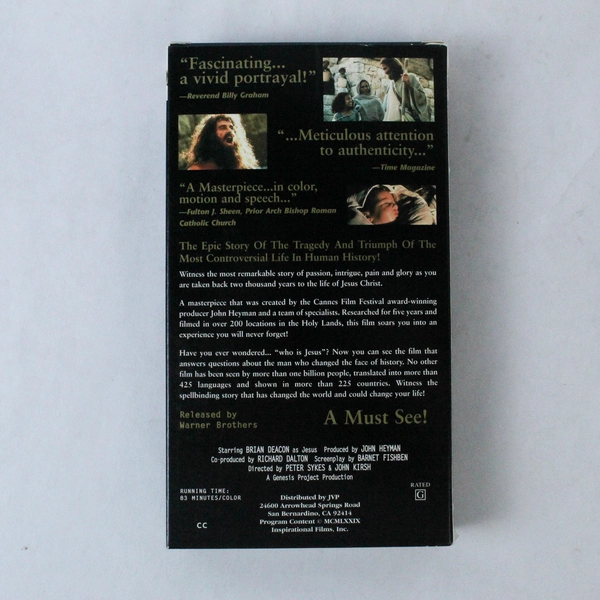 “Fascinating...
a vivid portrayal!”
—Reverend Billy Graham
“...Meticulous attention
to authenticity...”
—Time Magazine
“A Masterpiece...in color,
motion and speech...”
—Fulton J. Sheen, Prior Arch Bishop Roman
Catholic Church
The Epic Story Of The Tragedy And Triumph Of The
Most Controversial Life In Human History!
Witness the most remarkable story of passion, intrigue, pain and glory as you
are taken back two thousand years to the life of Jesus Christ.
A masterpiece that was created by the Cannes Film Festival award-winning
producer John Heyman and a team of specialists. Researched for five years and
filmed in over 200 locations in the Holy Lands, this film soars you into an
experience you will never forget!
Have you ever wondered... “who is Jesus”? Now you can see the film that
answers questions about the man who changed the face of history. No other
film has been seen by more than one billion people, translated into more than
425 languages and shown in more than 225 countries. Witness the
spellbinding story that has changed the world and could change your life!
Released by
Warner Brothers
A Must See!
Starring BRIAN DEACON as Jesus Produced by JOHN HEYMAN
Co-produced by RICHARD DALTON Screenplay by BARNET FISHBEN
Directed by PETER SYKES & JOHN KIRSH
A Genesis Project Production
RUNNING TIME:
83 MINUTES/COLOR
RATED
G
CC
Distributed by JVP
24600 Arrowhead Springs Road
San Bernardino, CA 92414
Program Content © MCMLXXIX
Inspirational Films, Inc.